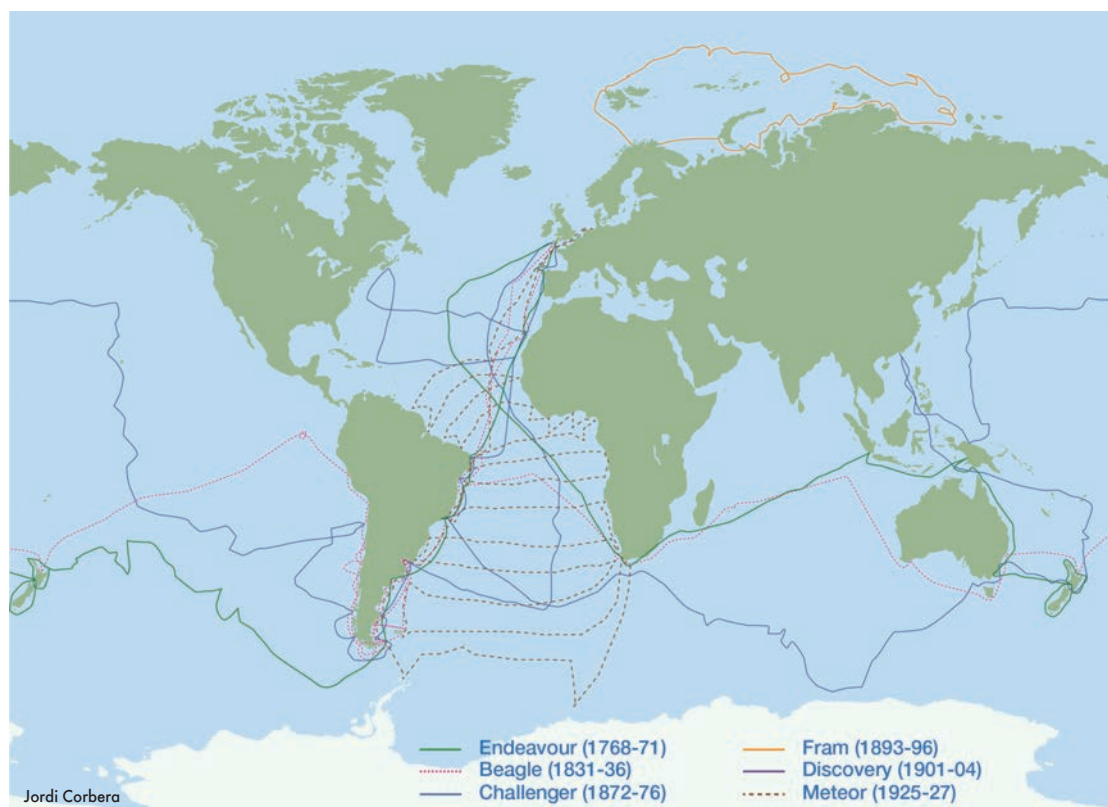 Endeavour (1768-71)
Beagle (1831-36)
Challenger (1872-76)
Fram (1893-96)
Discovery (1901-04)
Meteor (1925-27)
Jordi Corbera